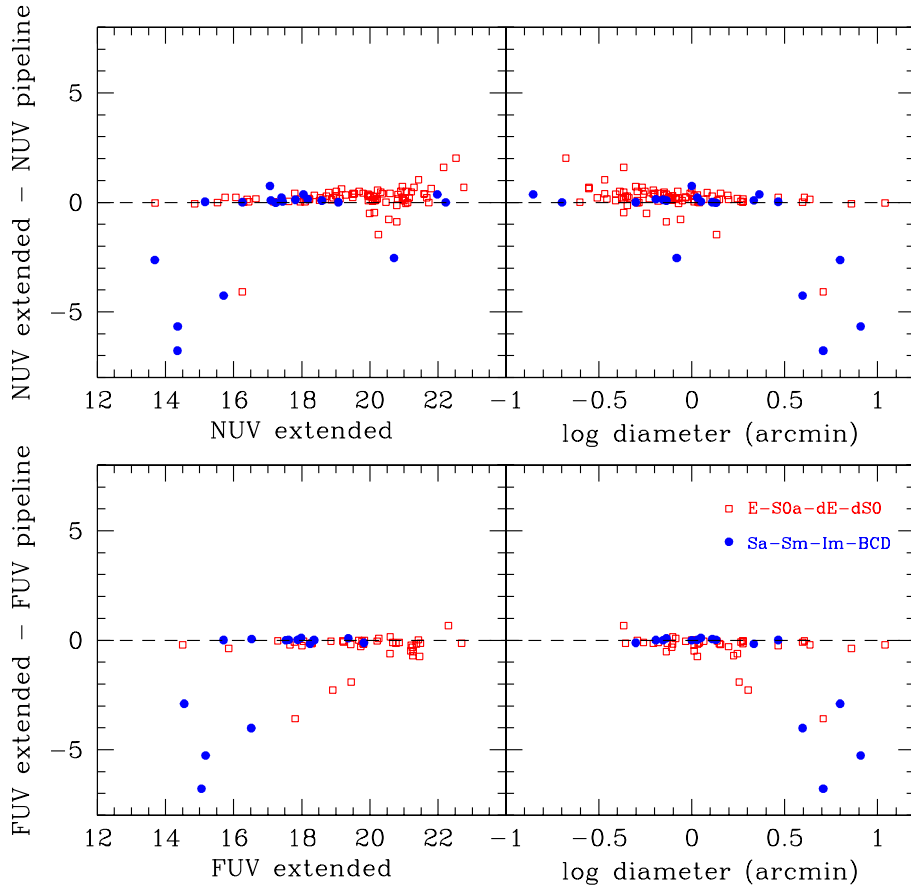 NUV extended − NUV pipeline
5
0
−5
12 14 16 18 20 22
NUV extended
−1 −0.5 0 0.5 1
log diameter (arcmin)
FUV extended − FUV pipeline
5
0
−5
12 14 16 18 20 22
FUV extended
E−S0a−dE−dS0
Sa−Sm−Im−BCD
−1 −0.5 0 0.5 1
log diameter (arcmin)